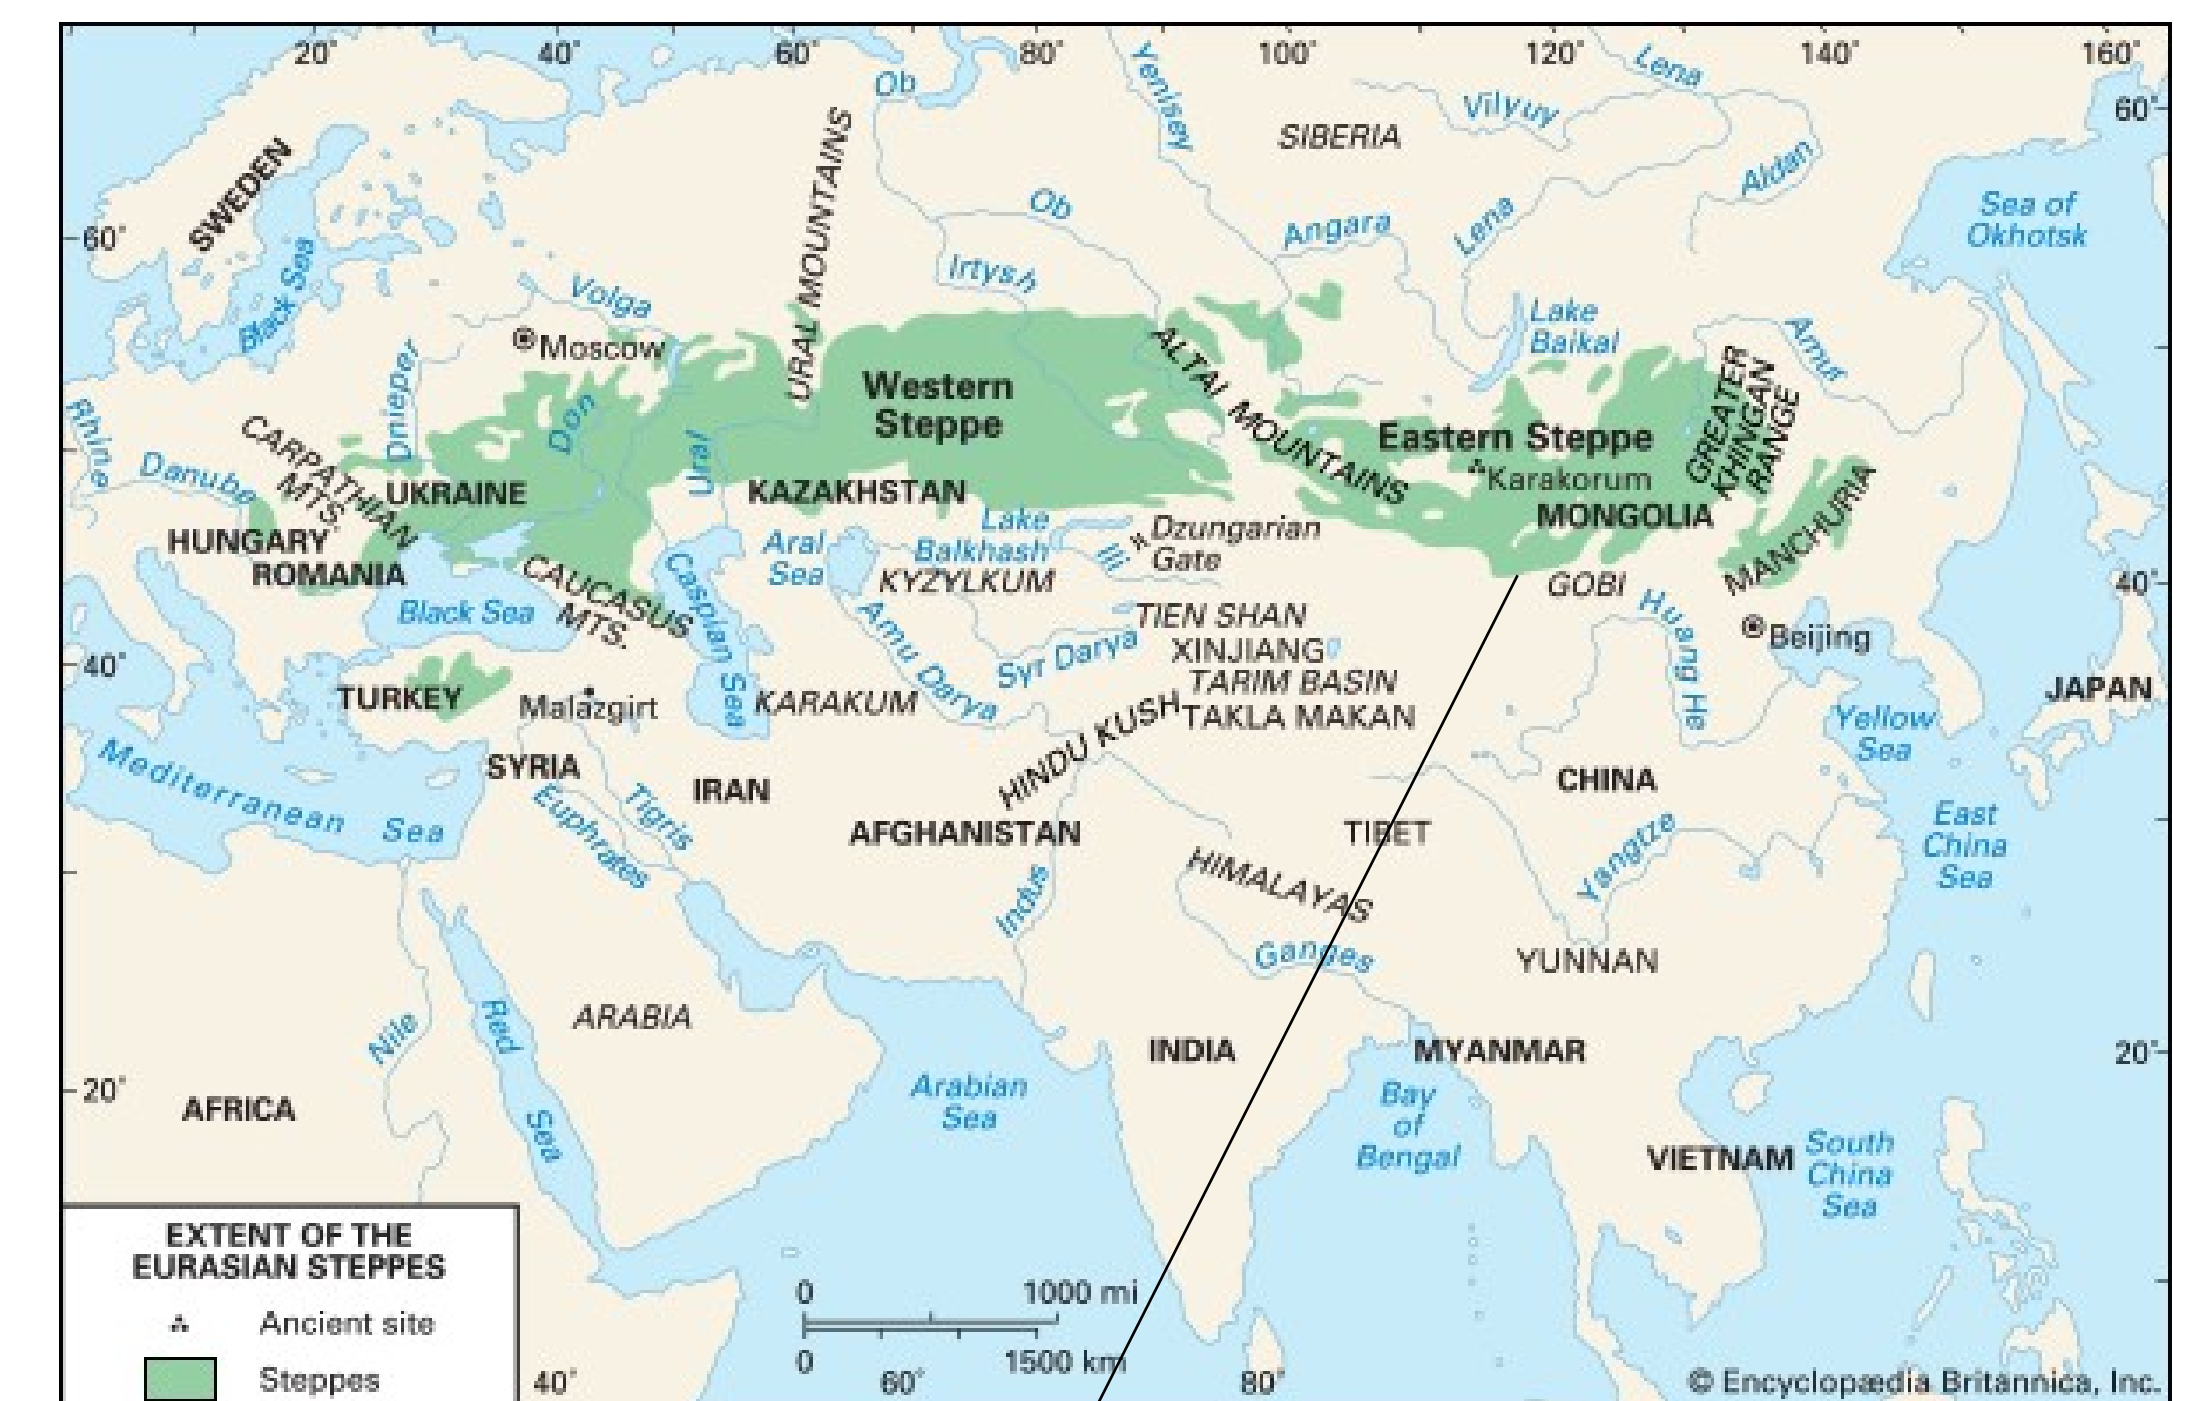 20°
40°
60°
80°
100°
120°
140°
160°
Ob
Yenisey
Lena
Vilyuy
60°
SIBERIA
Aldan
SWEDEN
URAL MOUNTAINS
Ob
Angara
Lena
Sea of
Okhotsk
60°
Black Sea
Irtysh
Volga
Lake
Baikal
Moscow
Amur
Dnieper
ALTAI MOUNTAINS
GREATER
KHINGAN
RANGE
Western
Steppe
Rhine
Don
CARPATHIAN
MTS.
Eastern Steppe
Karakorum
Danube
Ural
UKRAINE
KAZAKHSTAN
MONGOLIA
MANCHURIA
HUNGARY
ROMANIA
Lake
Balkhash
Ili
Dzungarian
Gate
Aral
Sea
KYZYLKUM
GOBI
40°
CAUCASUS
MTS.
Caspian Sea
Black Sea
Amu Darya
Syr Darya
TIEN SHAN
XINJIANG
TARIM BASIN
TAKLA MAKAN
Huang He
Beijing
40°
TURKEY
Malazgirt
KARAKUM
HINDU KUSH
JAPAN
Yellow
Sea
Mediterranean Sea
SYRIA
IRAN
CHINA
Euphrates
Tigris
AFGHANISTAN
TIBET
Yangtze
East
China
Sea
HIMALAYAS
Indus
Ganges
YUNNAN
Nile
Red Sea
ARABIA
INDIA
MYANMAR
20°
20°
AFRICA
Arabian
Sea
Bay
of
Bengal
VIETNAM
South
China
Sea
EXTENT OF THE
EURASIAN STEPPES
Ancient site
Steppes
0 1000 mi
0 1500 km
40°
60°
80°
© Encyclopædia Britannica, Inc.